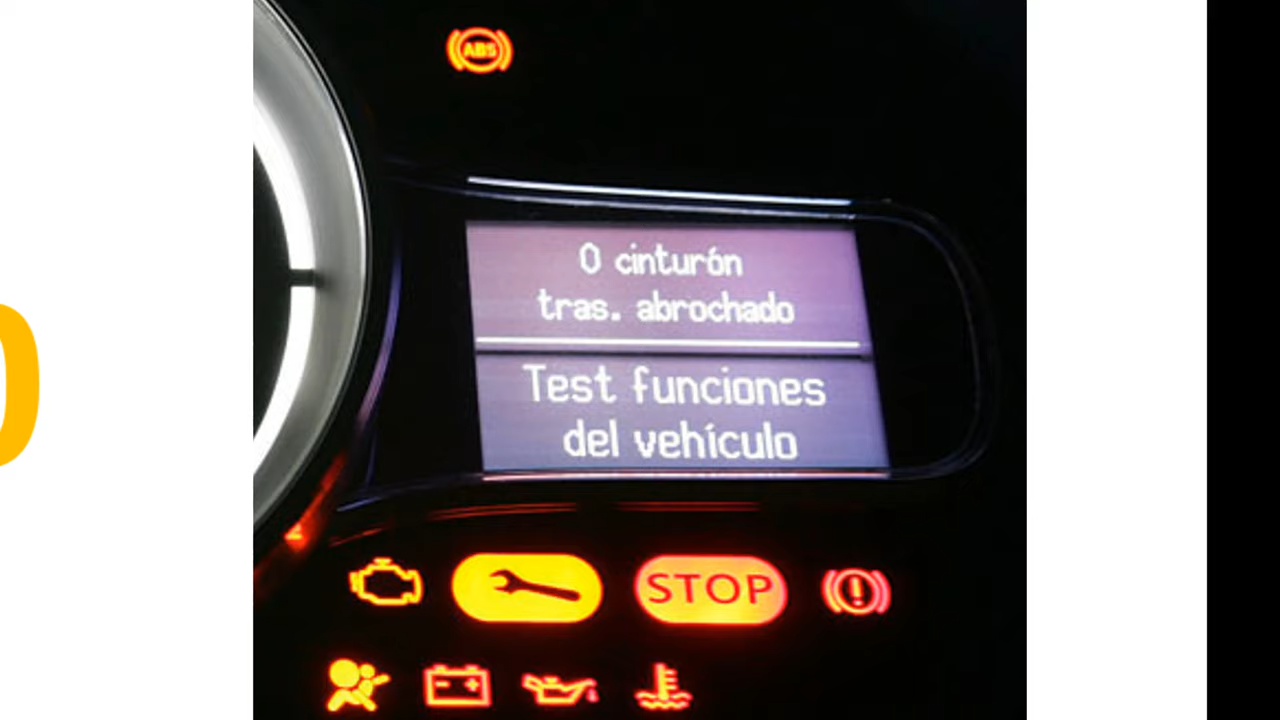 ABS
0 cinturón
tras. abrochado
Test funciones
del vehículo
STOP